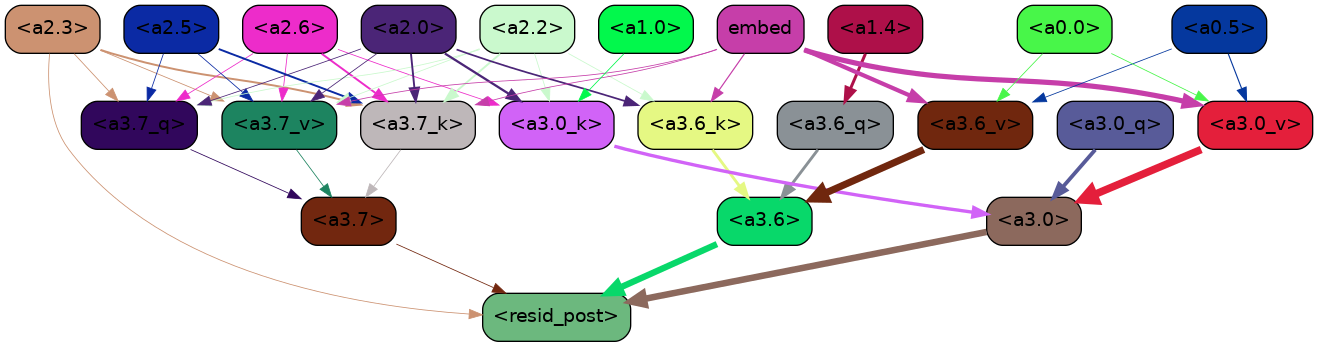 <a2.3> <a2.5> <a2.6> <a2.0> <a2.2> <a1.0> embed <a1.4> <a0.0> <a0.5>
<a3.7_q> <a3.7_v> <a3.7_k> <a3.0_k> <a3.6_k> <a3.6_q> <a3.6_v> <a3.0_q> <a3.0_v>
<a3.7> <a3.6> <a3.0>
<resid_post>